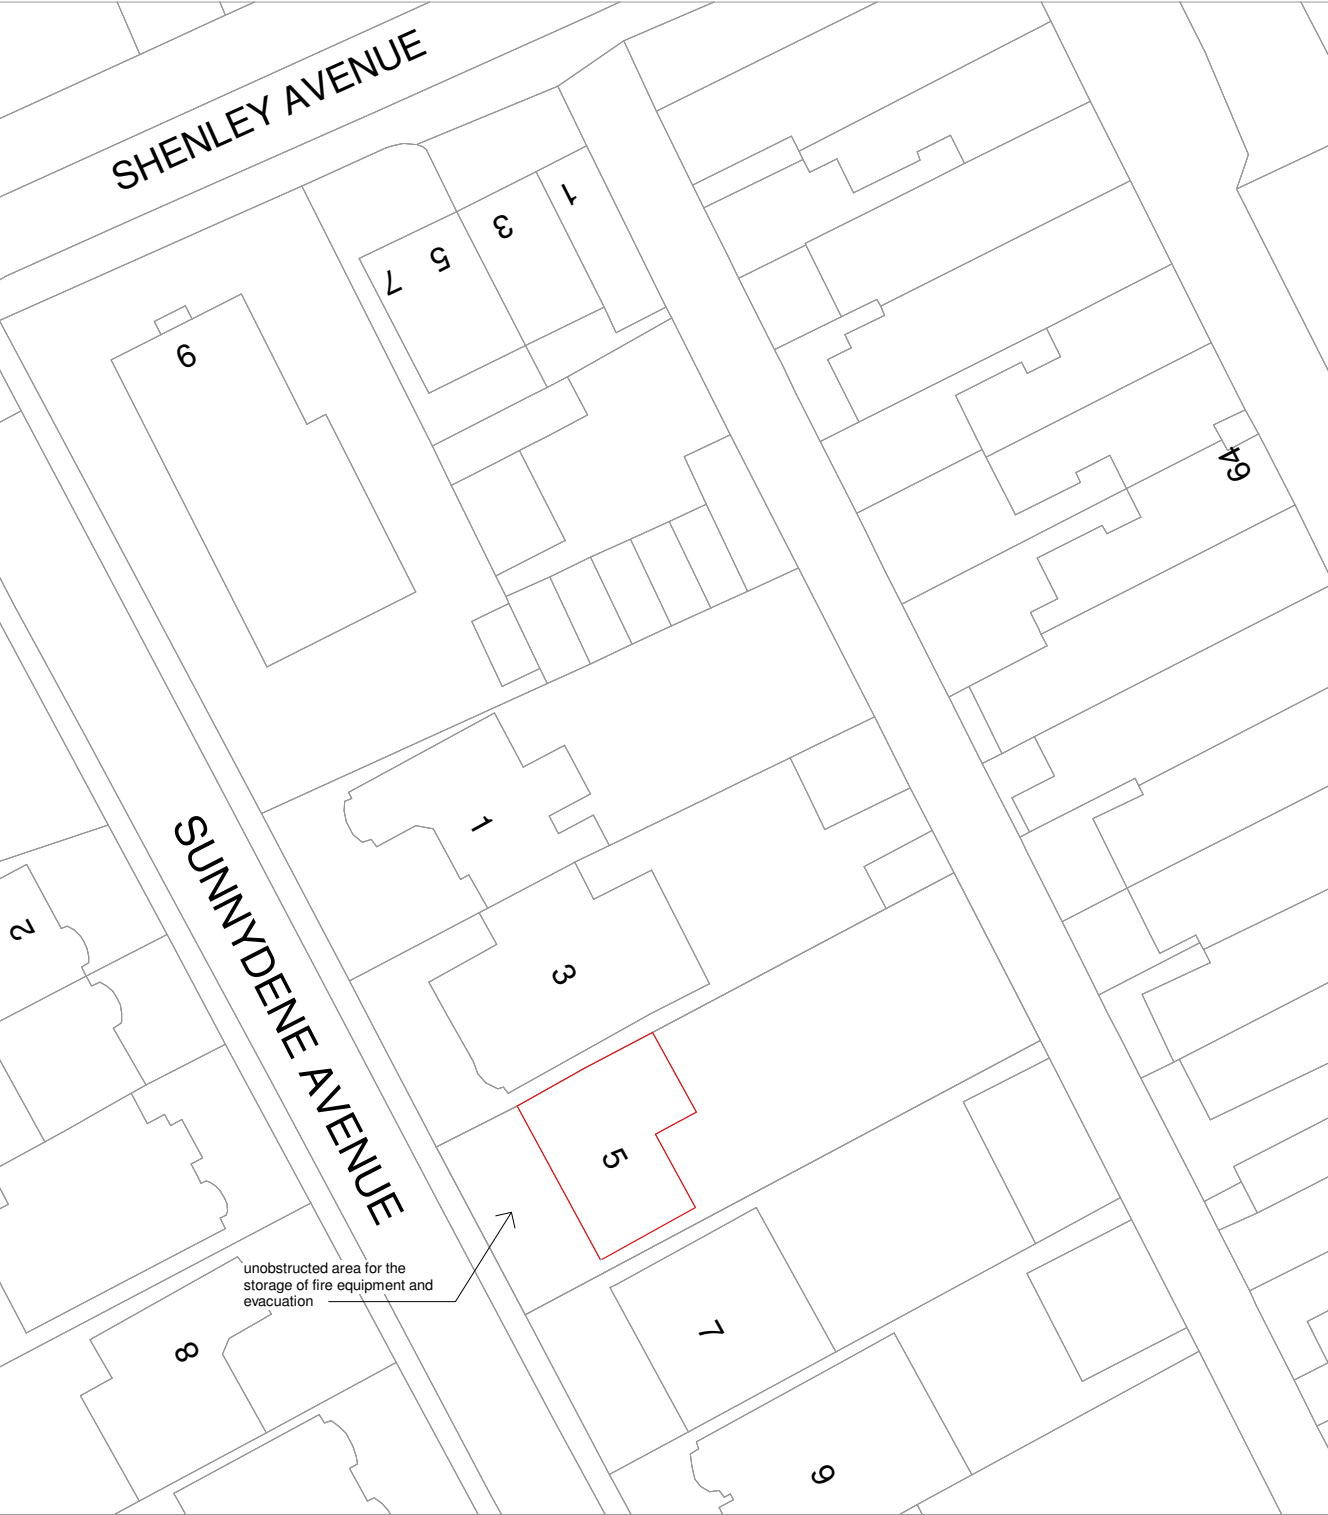 SHENLEY AVENUE
1
3
5
7
9
64
SUNNYDENE AVENUE
1
2
3
5
unobstructed area for the
storage of fire equipment and
evacuation
7
8
9